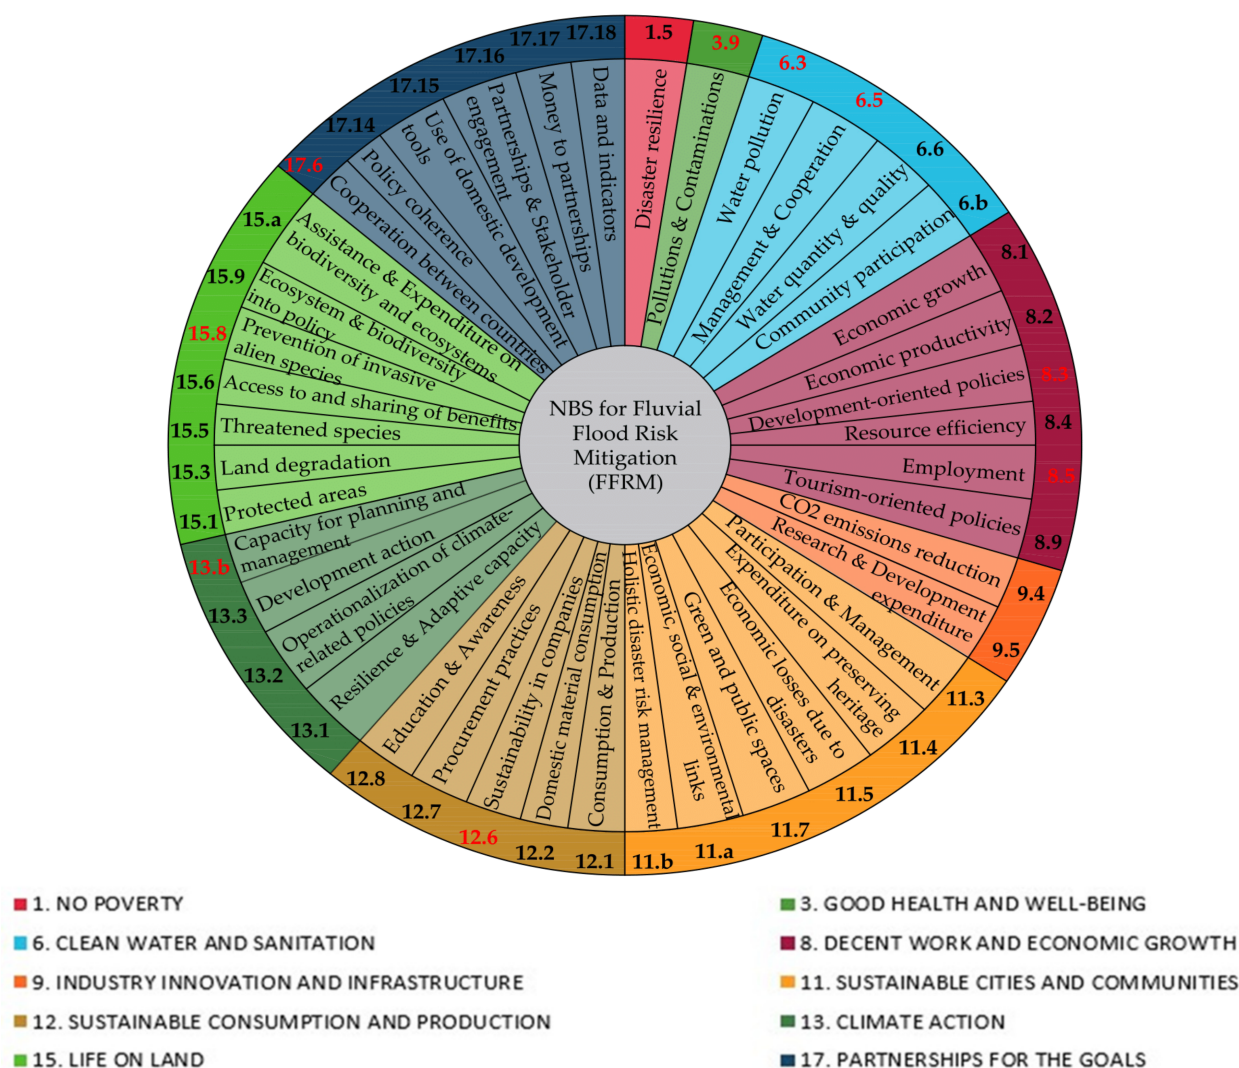 1.5
3.9
6.3
6.5
6.6
6.b
8.1
8.2
8.3
8.4
8.5
8.9
9.4
9.5
11.3
11.4
11.5
11.7
11.a
11.b
12.1
12.2
12.6
12.7
12.8
13.1
13.2
13.3
13.b
15.1
15.3
15.5
15.6
15.8
15.9
15.a
17.6
17.14
17.15
17.16
17.17
17.18
Disaster resilience
Pollutions & Contaminations
Water pollution
Management & Cooperation
Water quantity & quality
Community participation
Economic growth
Economic productivity
Development-oriented policies
Resource efficiency
Employment
Tourism-oriented policies
CO2 emissions reduction
Research & Development
expenditure
Participation & Management
Expenditure on preserving
heritage
Economic losses due to
disasters
Green and public spaces
Economic, social & environmental
links
Holistic disaster risk management
Consumption & Production
Domestic material consumption
Sustainability in companies
Procurement practices
Education & Awareness
Resilience & Adaptive capacity
Operationalization of climate-
related policies
Development action
Capacity for planning and
management
Protected areas
Land degradation
Threatened species
Access to and sharing of benefits
Prevention of invasive
alien species
Ecosystem & biodiversity
into policy
Assistance & Expenditure on
biodiversity and ecosystems
Cooperation between countries
Policy coherence
Use of domestic development
tools
Partnerships & Stakeholder
engagement
Money to partnerships
Data and indicators
NBS for Fluvial
Flood Risk
Mitigation
(FFRM)
1. NO POVERTY
3. GOOD HEALTH AND WELL-BEING
6. CLEAN WATER AND SANITATION
8. DECENT WORK AND ECONOMIC GROWTH
9. INDUSTRY INNOVATION AND INFRASTRUCTURE
11. SUSTAINABLE CITIES AND COMMUNITIES
12. SUSTAINABLE CONSUMPTION AND PRODUCTION
13. CLIMATE ACTION
15. LIFE ON LAND
17. PARTNERSHIPS FOR THE GOALS